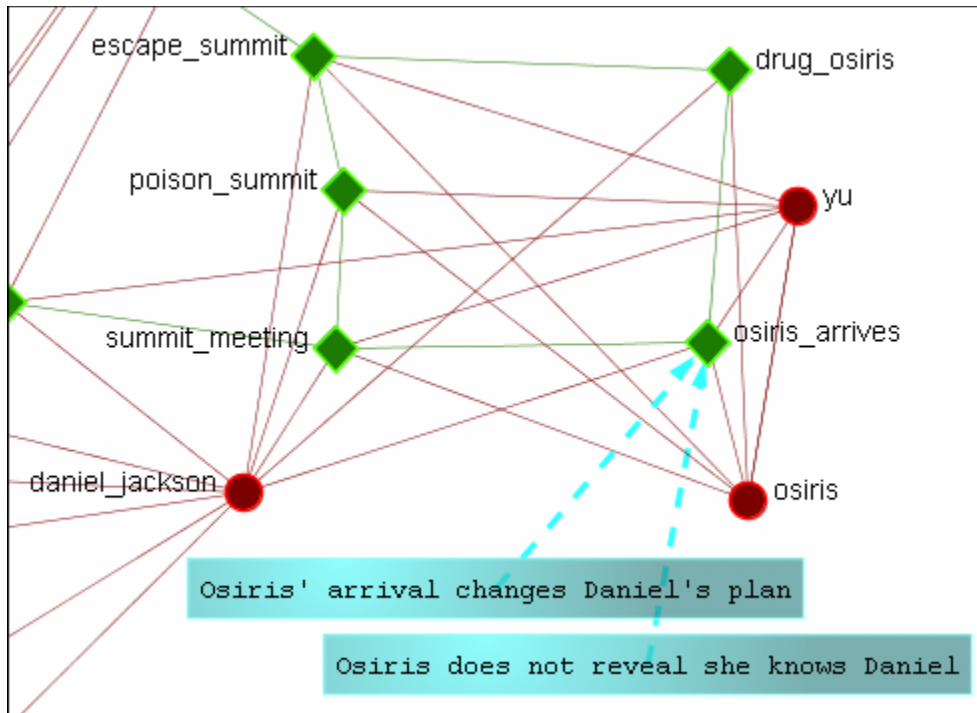 escape_summit
drug_osiris
poison_summit
yu
summit_meeting
osiris_arrives
daniel_jackson
osiris
Osiris' arrival changes Daniel's plan
Osiris does not reveal she knows Daniel